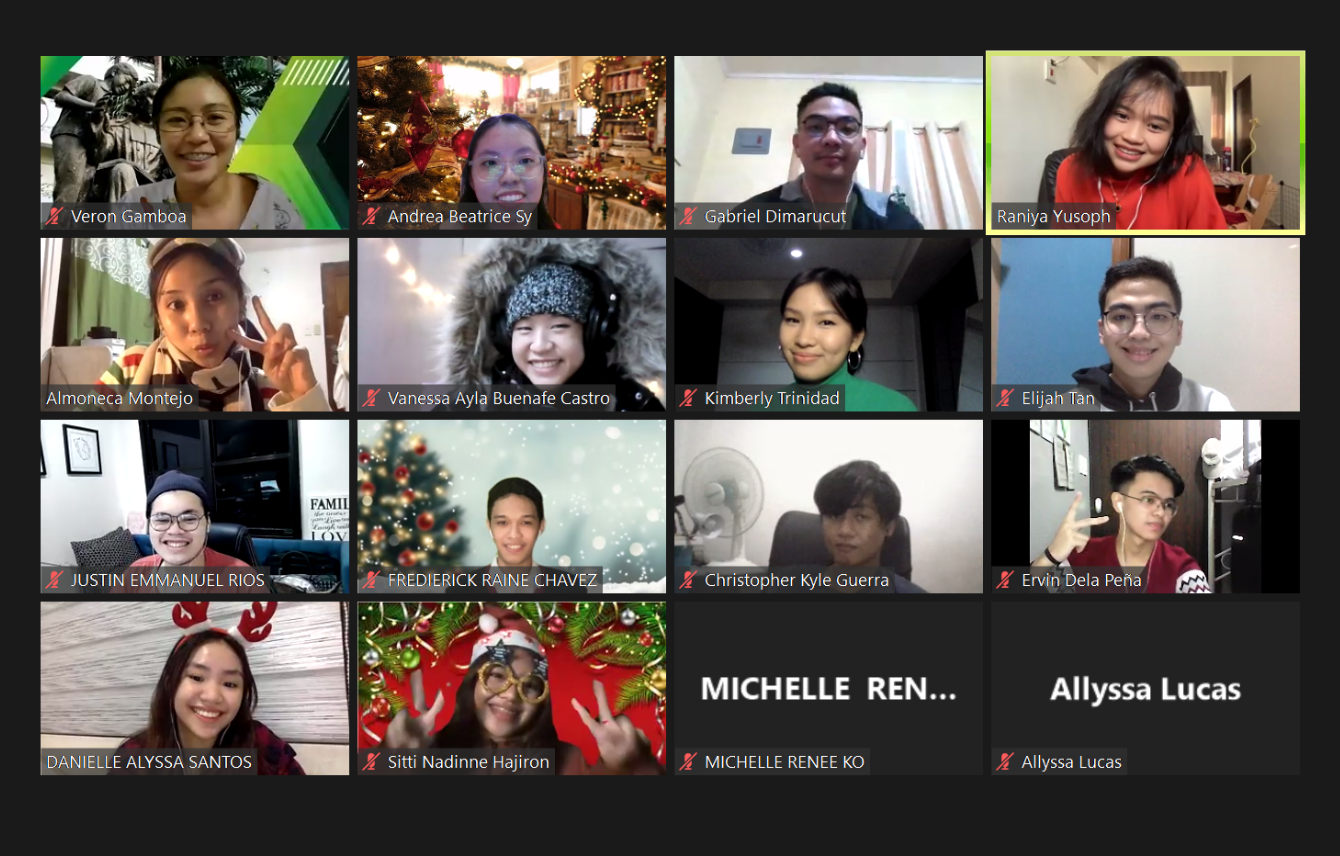 Veron Gamboa
Andrea Beatrice Sy
Gabriel Dimarucut
Raniya Yusoph
Almoneca Montejo
Vanessa Ayla Buenafe Castro
Kimberly Trinidad
Elijah Tan
FAMIL
LOV
JUSTIN EMMANUEL RIOS
FREDIERICK RAINE CHAVEZ
Christopher Kyle Guerra
Ervin Dela Peña
DANIELLE ALYSSA SANTOS
Sitti Nadinne Hajiron
MICHELLE REN...
MICHELLE RENEE KO
Allyssa Lucas
Allyssa Lucas